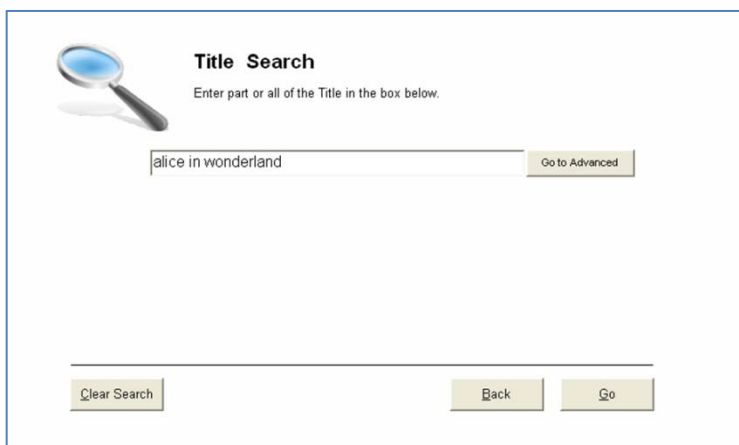 Title Search
Enter part or all of the Title in the box below.
alice in wonderland Go to Advanced
Clear Search Back Go